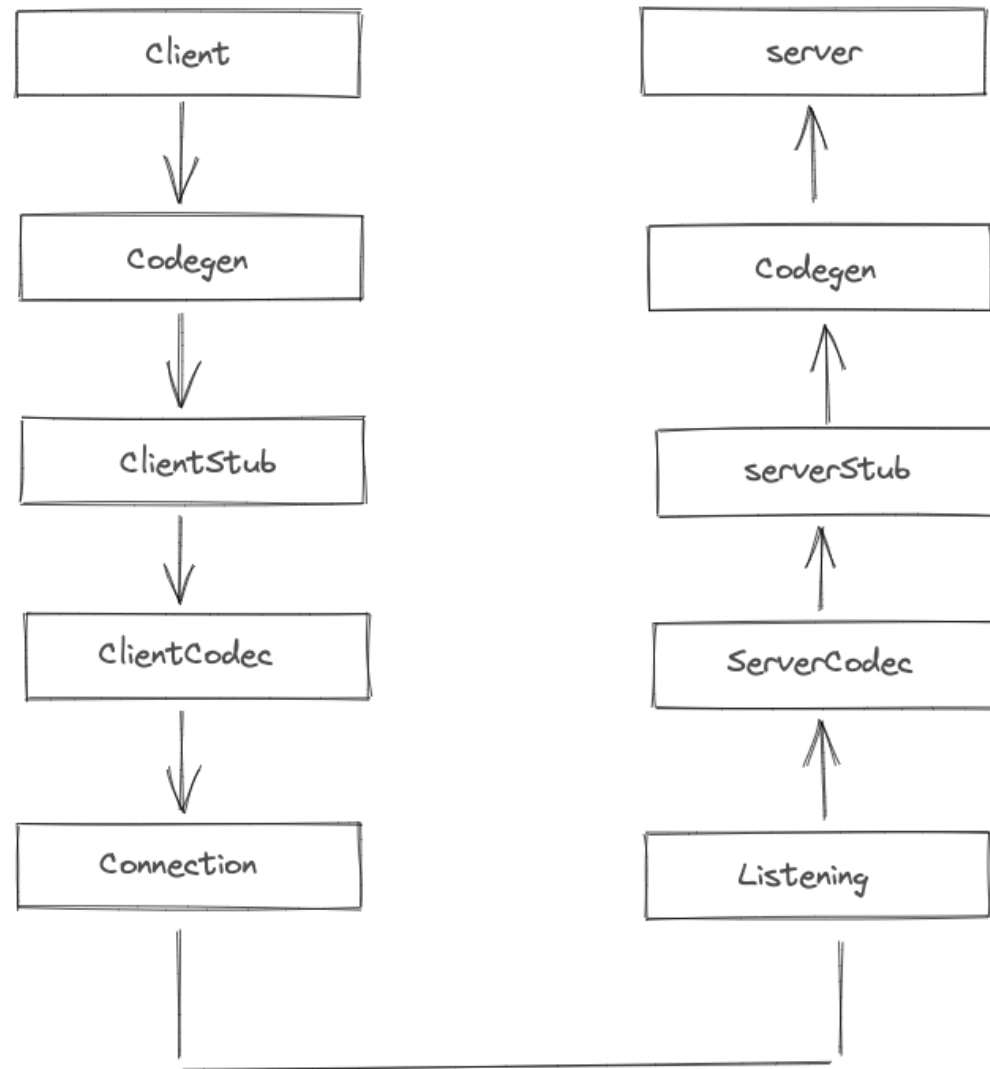 Client
Codegen
ClientStub
ClientCodec
Connection
server
Codegen
serverStub
ServerCodec
Listening